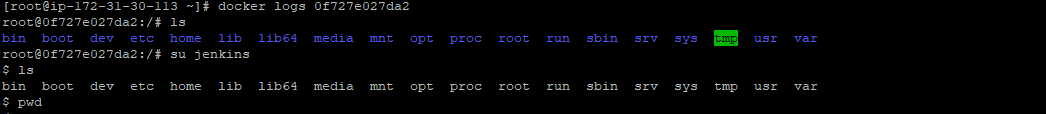 [root@ip-172-31-30-113 ~]# docker logs 0f727e027da2
root@0f727e027da2:/# ls
bin boot dev etc home lib lib64 media mnt opt proc root run sbin srv sys tmp usr var
root@0f727e027da2:/# su jenkins
$ ls
bin boot dev etc home lib lib64 media mnt opt proc root run sbin srv sys tmp usr var
$ pwd